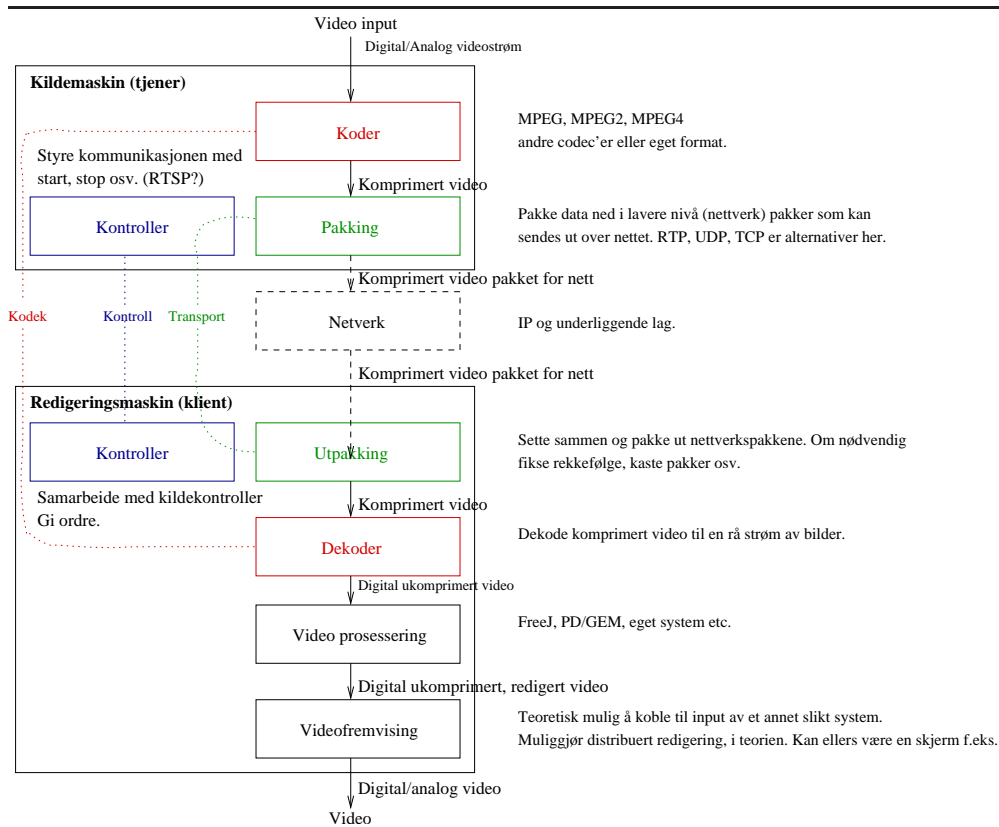 Video input
Digital/Analog videostrøm
Kildemaskin (tjener)
Koder
MPEG, MPEG2, MPEG4
andre codec'er eller eget format.
Styre kommunikasjonen med
start, stop osv. (RTSP?)
Komprimert video
Kontroller
Pakking
Pakke data ned i lavere nivå (nettverk) pakker som kan
sendes ut over nettet. RTP, UDP, TCP er alternativer her.
Komprimert video pakket for nett
Kodek
Kontroll
Transport
Netverk
IP og underliggende lag.
Komprimert video pakket for nett
Redigeringsmaskin (klient)
Kontroller
Utpakking
Sette sammen og pakke ut nettverkspakkene. Om nødvendig
fikse rekkefølge, kaste pakker osv.
Samarbeide med kildekontroller
Gi ordre.
Komprimert video
Dekoder
Dekode komprimert video til en rå strøm av bilder.
Digital ukomprimert video
Video prosessering
FreeJ, PD/GEM, eget system etc.
Digital ukomprimert, redigert video
Videofremvising
Teoretisk mulig å koble til input av et annet slikt system.
Muliggjør distribuert redigering, i teorien. Kan ellers være en skjerm f.eks.
Digital/analog video
Video